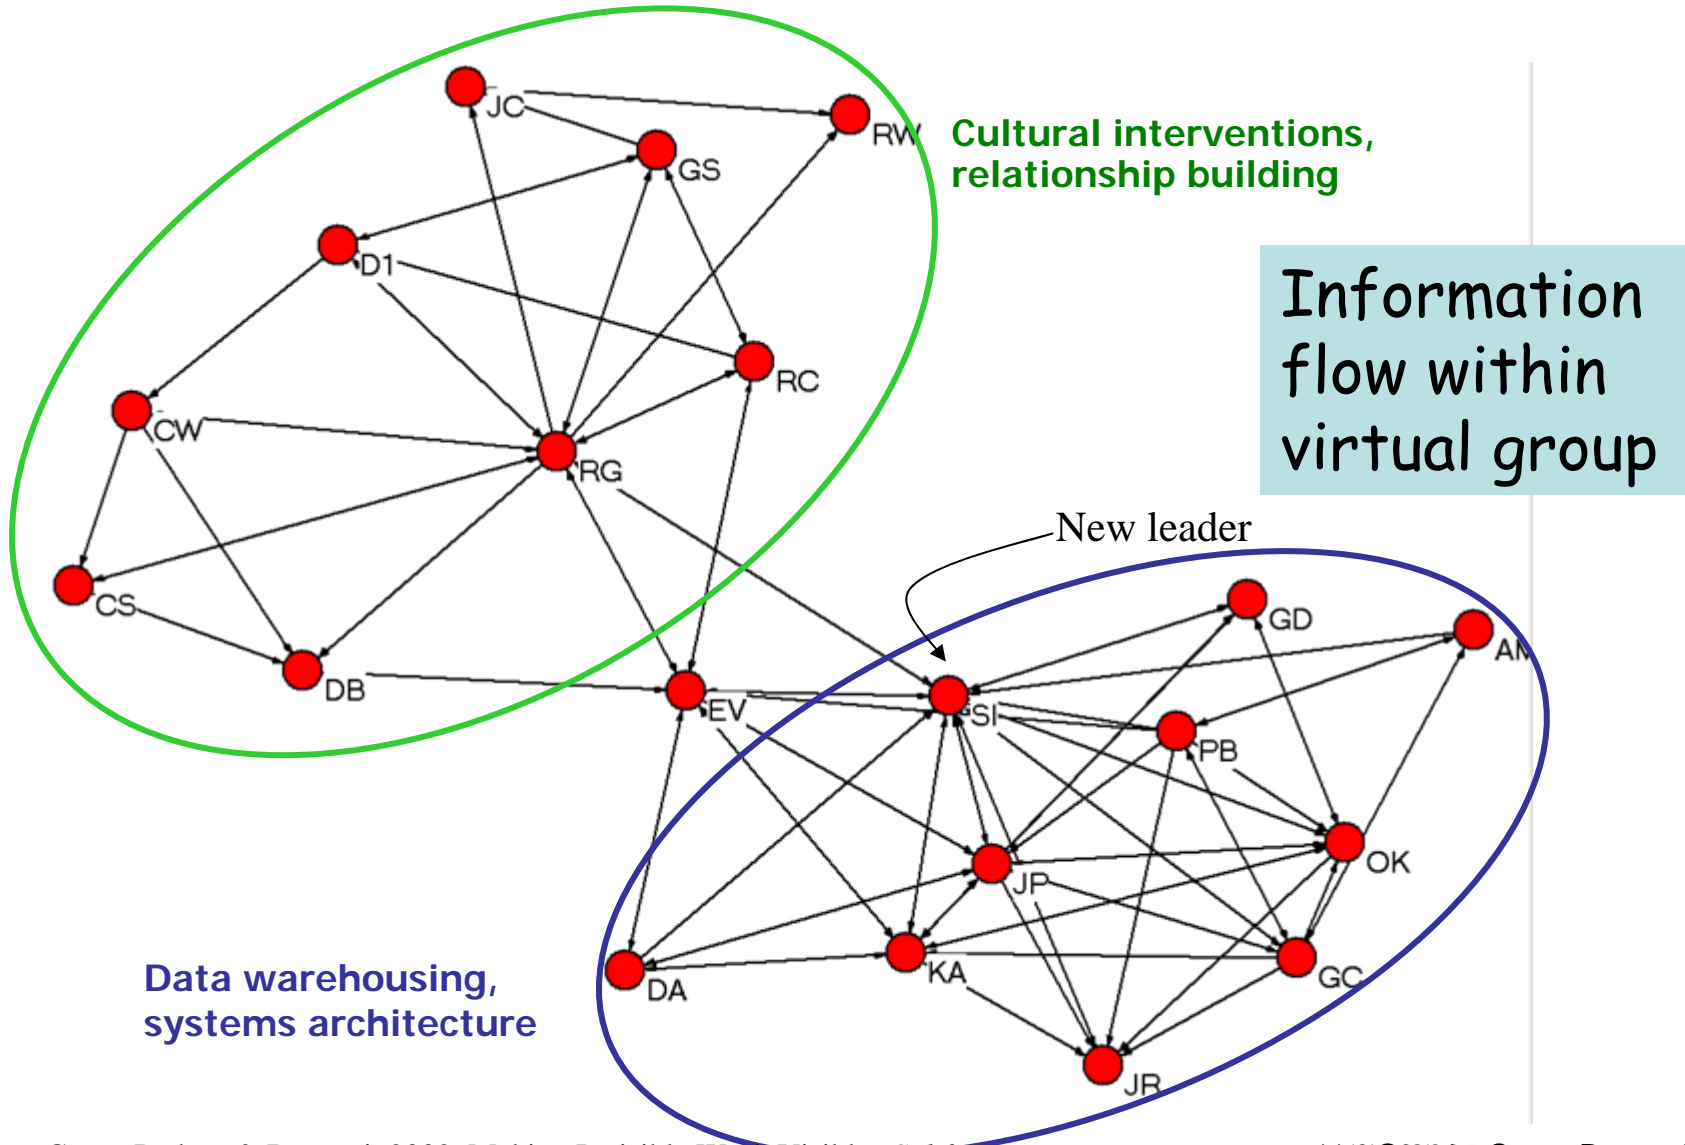 JC
RW
GS
Cultural interventions,
relationship building
D1
Information
flow within
virtual group
RC
CW
RG
New leader
CS
GD
AM
DB
EV
SI
PB
OK
JP
Data warehousing,
systems architecture
DA
KA
GC
JR